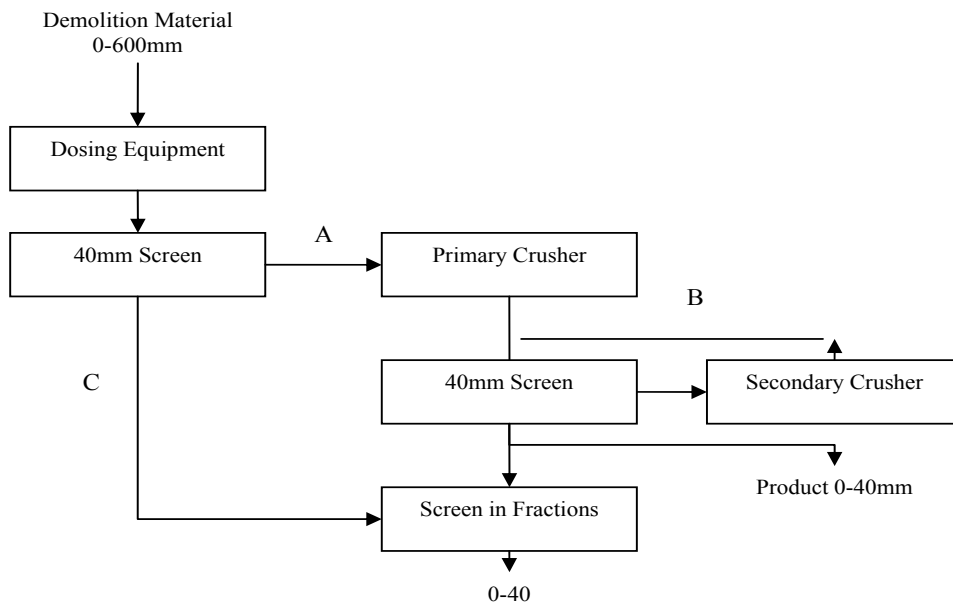 Demolition Material
0-600mm
Dosing Equipment
40mm Screen
A
Primary Crusher
B
C
40mm Screen
Secondary Crusher
Product 0-40mm
Screen in Fractions
0-40